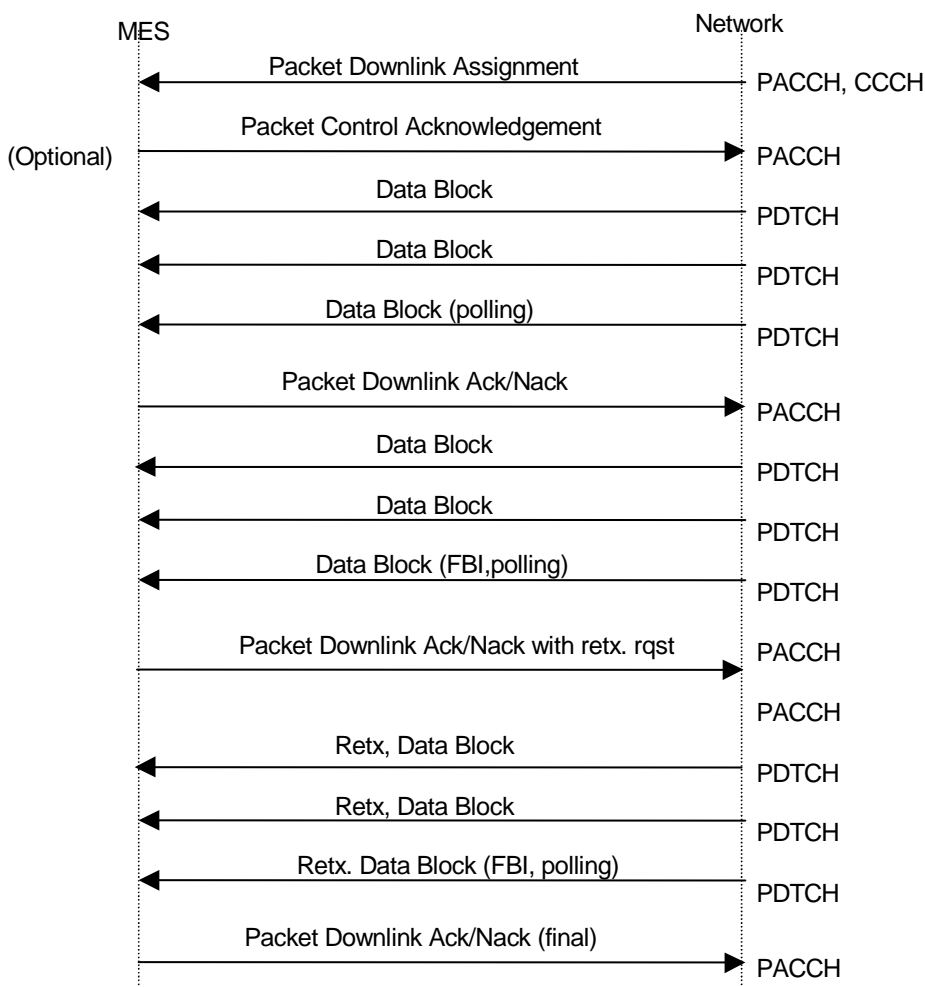 MES Network
Packet Downlink Assignment PACCH, CCCH
Packet Control Acknowledgement
(Optional) PACCH
Data Block
PDTCH
Data Block
PDTCH
Data Block (polling)
PDTCH
Packet Downlink Ack/Nack
PACCH
Data Block
PDTCH
Data Block
PDTCH
Data Block (FBI,polling)
PDTCH
Packet Downlink Ack/Nack with retx. rqst PACCH
PACCH
Retx, Data Block
PDTCH
Retx, Data Block
PDTCH
Retx. Data Block (FBI, polling)
PDTCH
Packet Downlink Ack/Nack (final)
PACCH